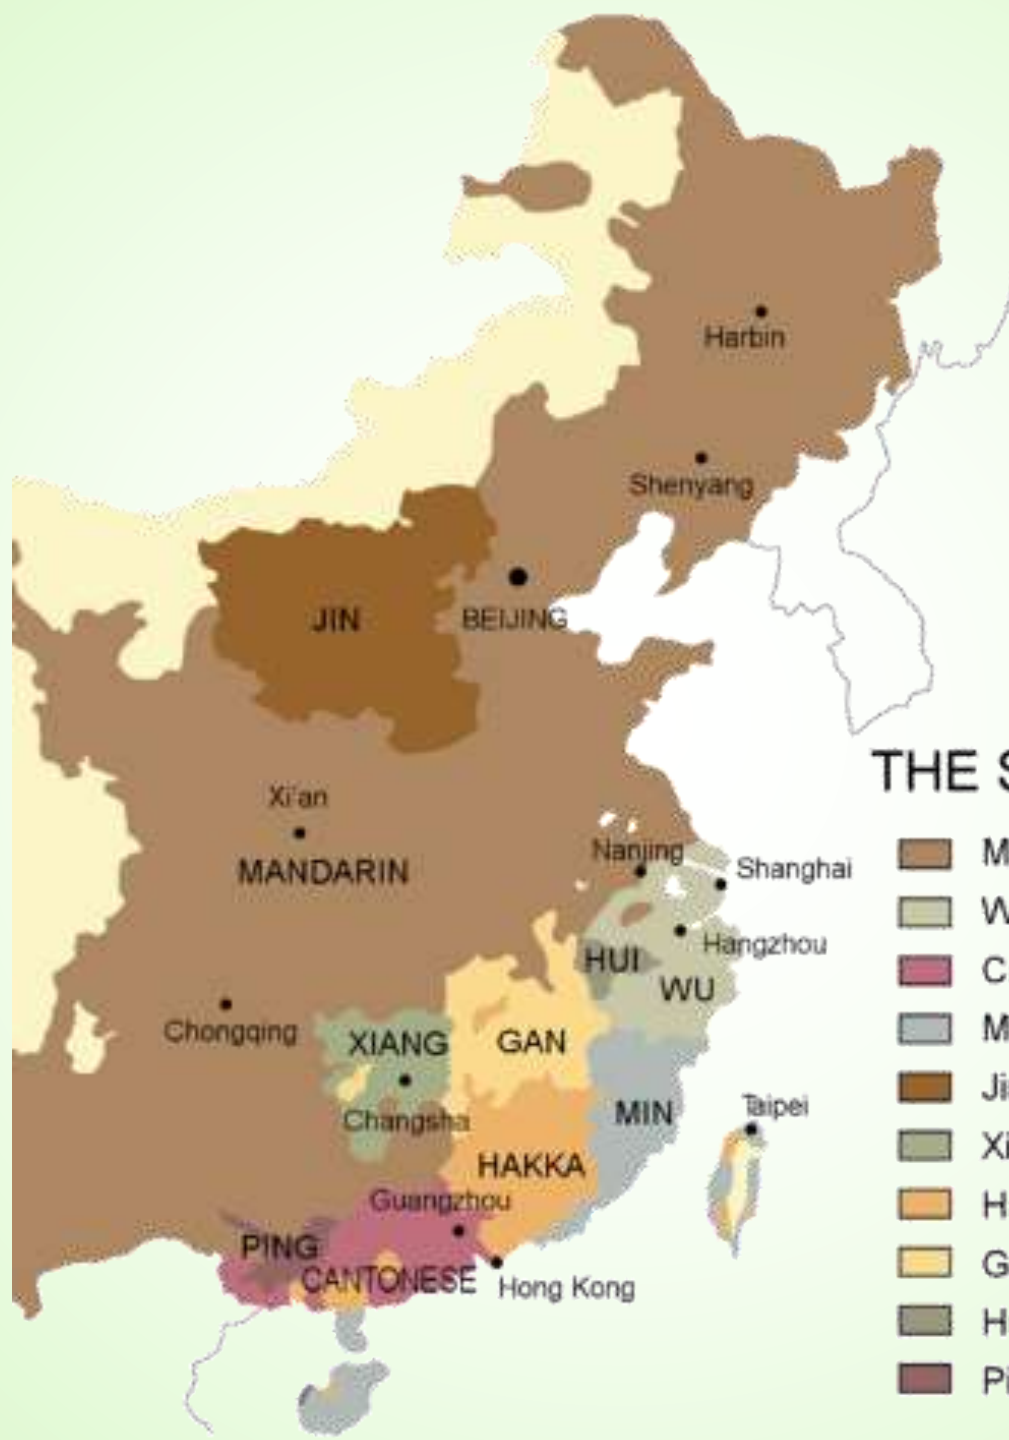 Harbin
Shenyang
JIN
BEIJING
Xi'an
MANDARIN
Nanjing
Shanghai
Hangzhou
HUI
WU
Chongqing
XIANG
GAN
Changsha
MIN
Taipei
HAKKA
Guangzhou
PING
CANTONESE
Hong Kong
THE S
M
W
C
M
Ji
Xi
H
G
H
Pi